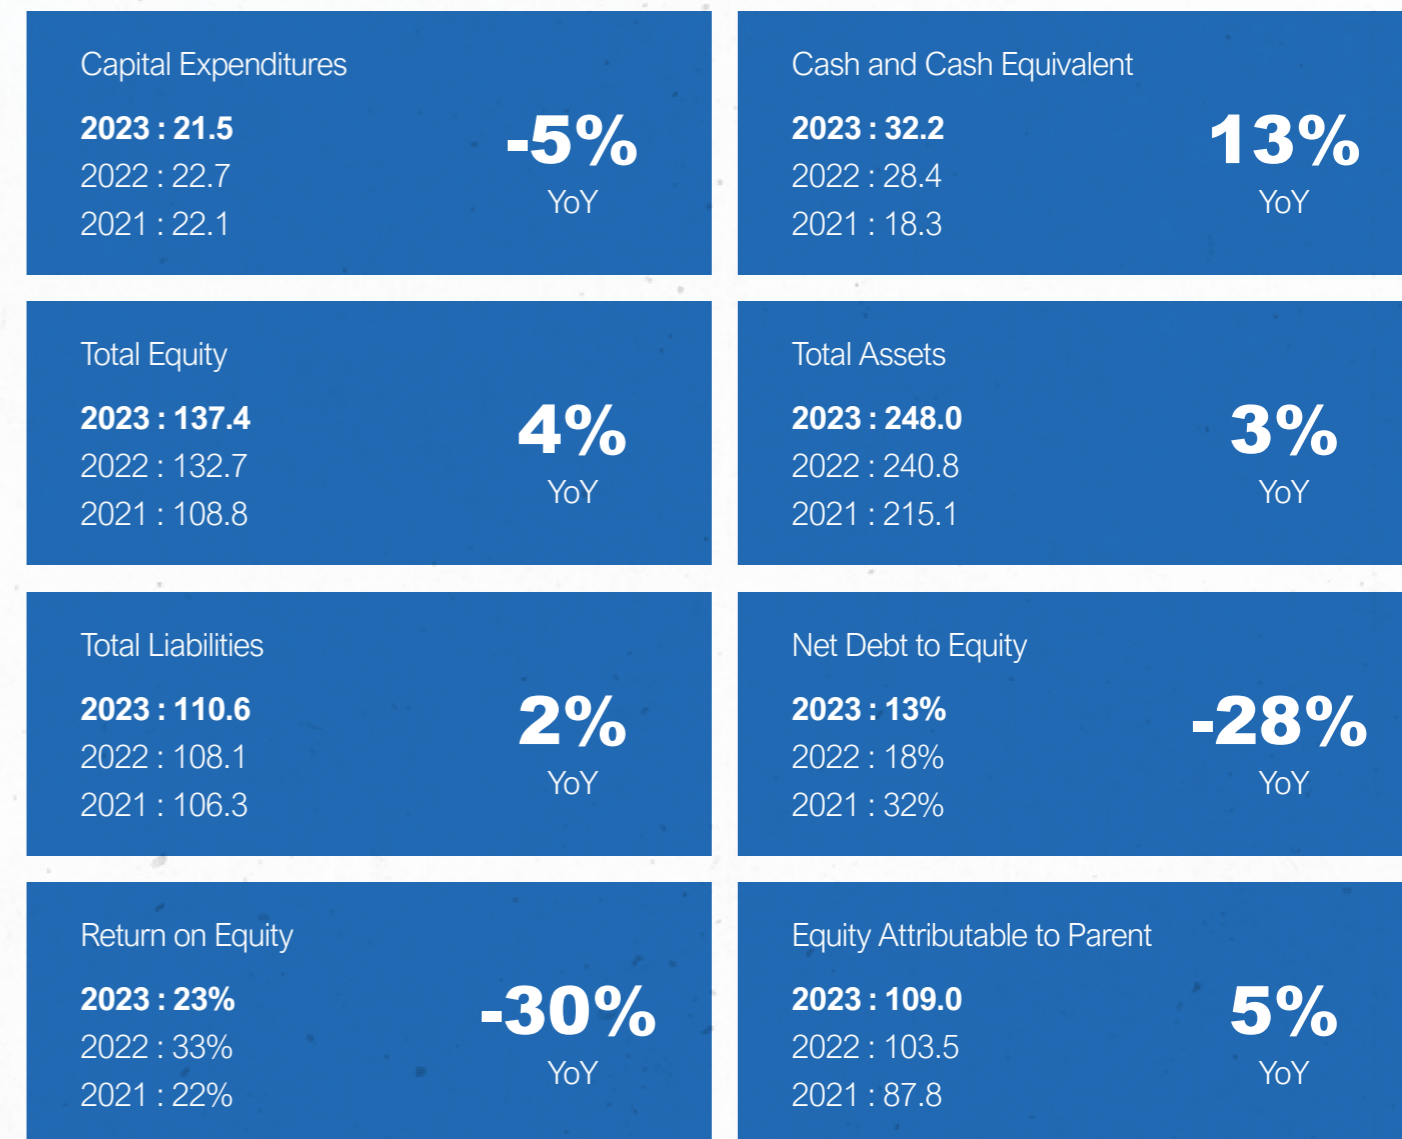 Capital Expenditures
2023 : 21.5
2022 : 22.7
2021 : 22.1
-5%
YoY
Cash and Cash Equivalent
2023 : 32.2
2022 : 28.4
2021 : 18.3
13%
YoY
Total Equity
2023 : 137.4
2022 : 132.7
2021 : 108.8
4%
YoY
Total Assets
2023 : 248.0
2022 : 240.8
2021 : 215.1
3%
YoY
Total Liabilities
2023 : 110.6
2022 : 108.1
2021 : 106.3
2%
YoY
Net Debt to Equity
2023 : 13%
2022 : 18%
2021 : 32%
-28%
YoY
Return on Equity
2023 : 23%
2022 : 33%
2021 : 22%
-30%
YoY
Equity Attributable to Parent
2023 : 109.0
2022 : 103.5
2021 : 87.8
5%
YoY